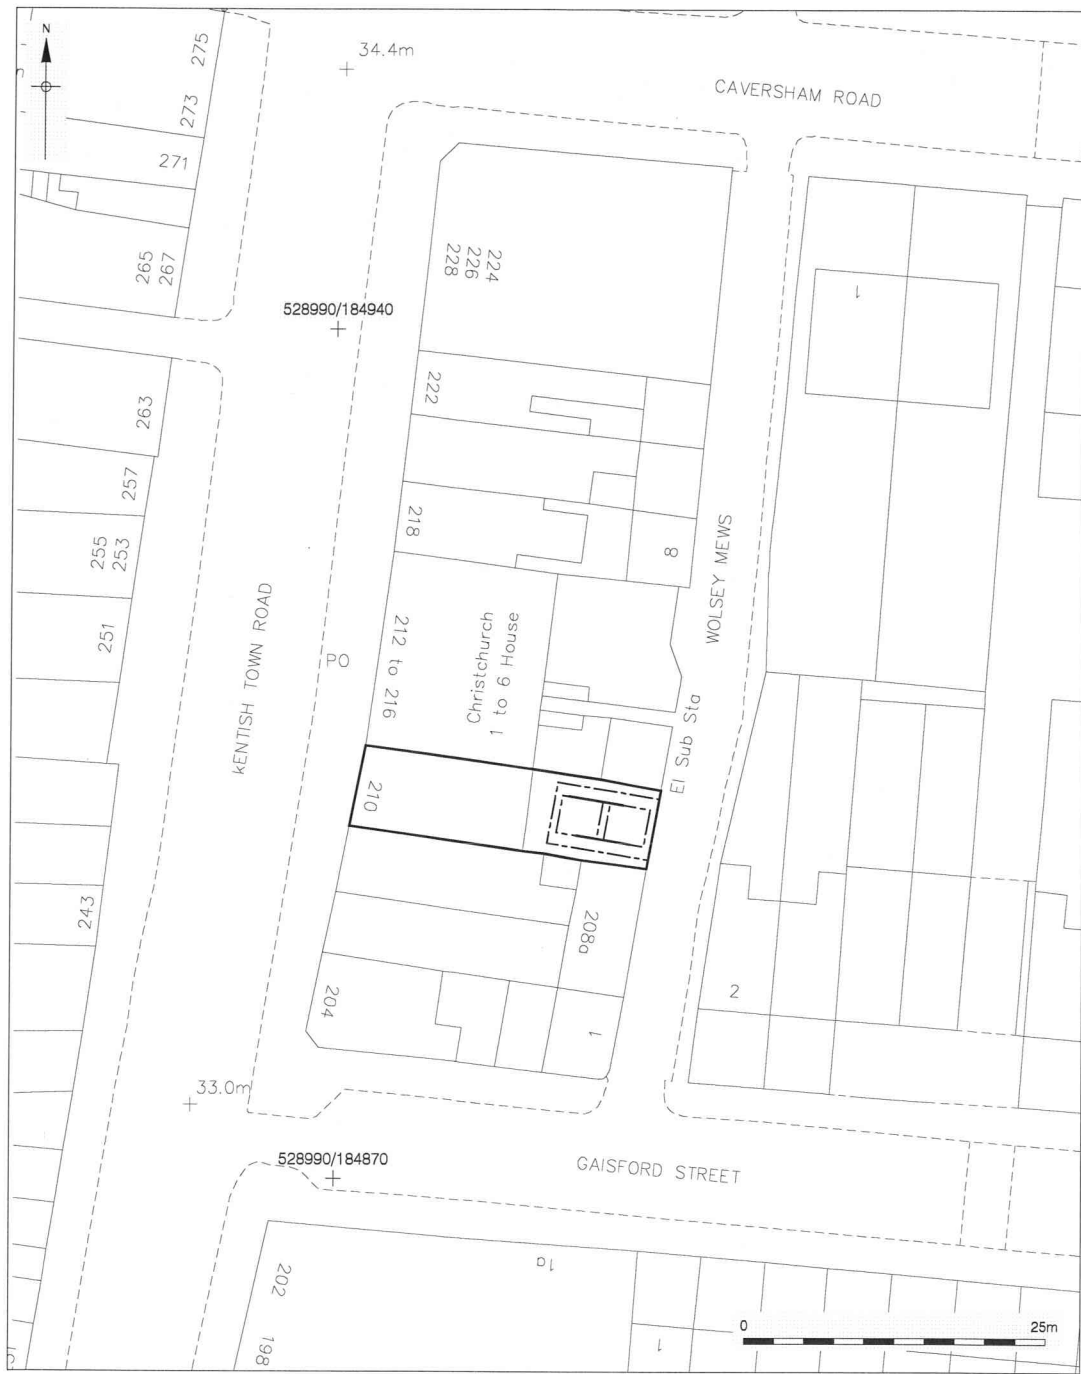 N
34.4m
CAVERSHAM ROAD
275
273
271
265
267
224
226
228
1
528990/184940
222
263
257
218
8
WOLSEY MEWS
255
253
251
KENTISH TOWN ROAD
PO
212 to 216
Christchurch
1 to 6 House
El Sub Sta
210
243
208a
2
204
1
33.0m
528990/184870
GAISFORD STREET
202
198
1a
1
0
25m